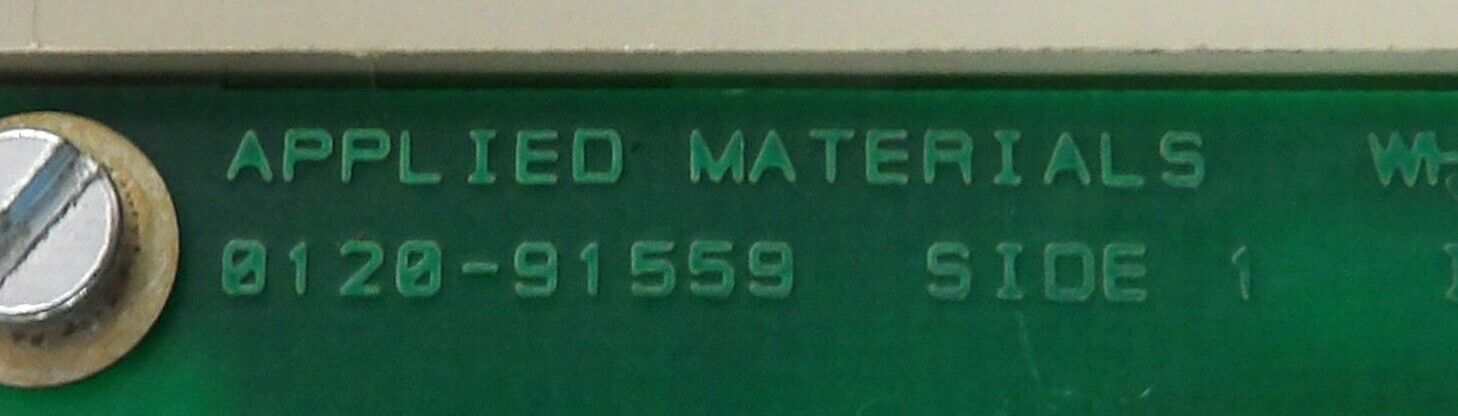 APPLIED MATERIALS
0120-91559 SIDE 1